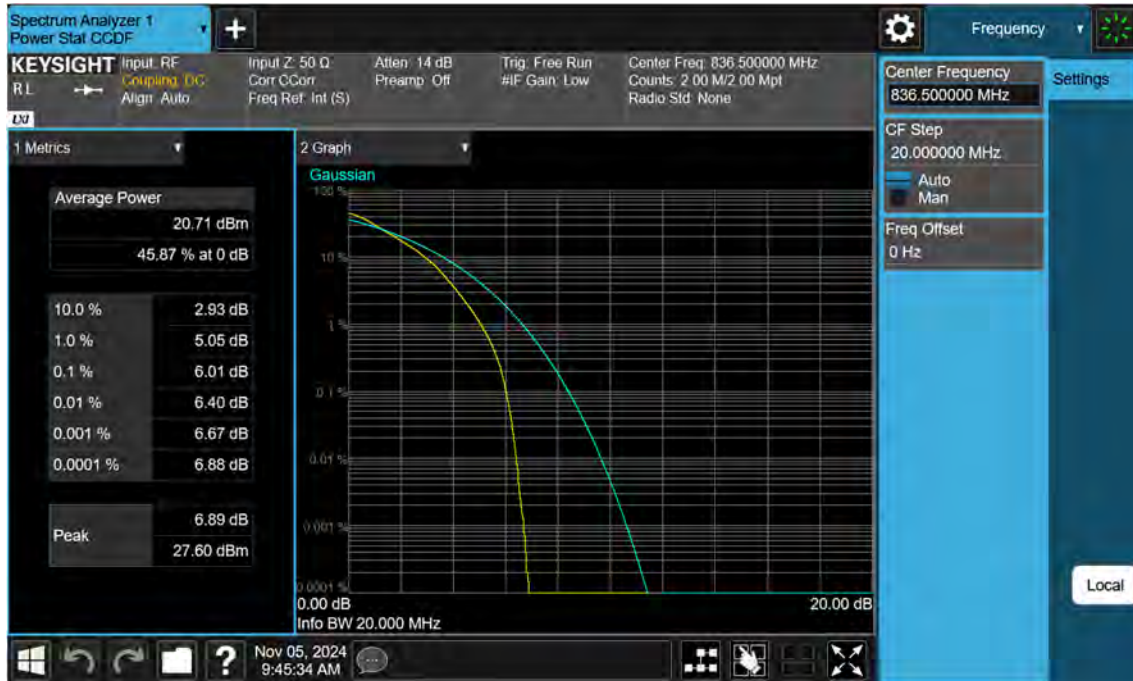 Spectrum Analyzer 1
Power Stat CCDF
Frequency
KEYSIGHT
RL
LXI
Input: RF
Coupling: DC
Align: Auto
Input Z: 50 Ω
Corr CCorr
Freq Ref: Int (S)
Atten: 14 dB
Preamp: Off
Trig: Free Run
#IF Gain: Low
Center Freq: 836.500000 MHz
Counts: 2.00 M/2.00 Mpt
Radio Std: None
Center Frequency
836.500000 MHz
Settings
CF Step
20.000000 MHz
Auto
Man
Freq Offset
0 Hz
Local
1 Metrics
Average Power
20.71 dBm
45.87 % at 0 dB
10.0 % 2.93 dB
1.0 % 5.05 dB
0.1 % 6.01 dB
0.01 % 6.40 dB
0.001 % 6.67 dB
0.0001 % 6.88 dB
Peak
6.89 dB
27.60 dBm
2 Graph
Gaussian
100 %
10 %
1 %
0.1 %
0.01 %
0.001 %
0.0001 %
0.00 dB 20.00 dB
Info BW 20.000 MHz
Nov 05, 2024
9:45:34 AM